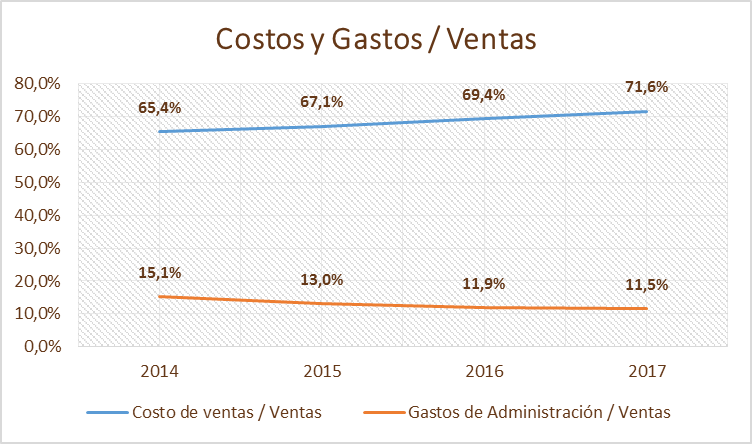 Costos y Gastos / Ventas
80,0%
70,0%
60,0%
50,0%
40,0%
30,0%
20,0%
10,0%
0,0%
65,4% 67,1% 69,4% 71,6%
15,1% 13,0% 11,9% 11,5%
2014 2015 2016 2017
Costo de ventas / Ventas Gastos de Administración / Ventas